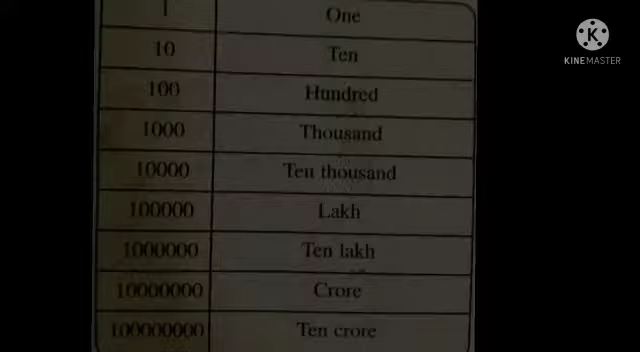 1 One
10 Ten
100 Hundred
1000 Thousand
10000 Ten thousand
100000 Lakh
1000000 Ten lakh
10000000 Crore
100000000 Ten crore
K
KINEMASTER